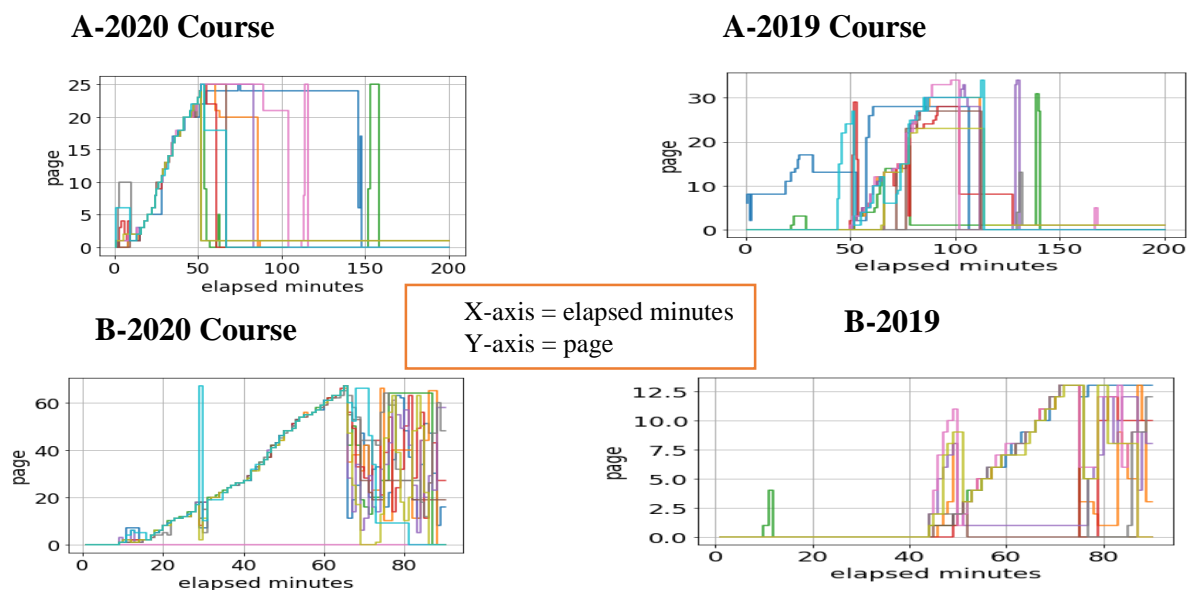 A-2020 Course
A-2019 Course
25
20
15
10
5
0
page
0 50 100 150 200
elapsed minutes
30
20
10
0
page
0 50 100 150 200
elapsed minutes
X-axis = elapsed minutes
Y-axis = page
B-2020 Course
B-2019
60
40
20
0
page
0 20 40 60 80
elapsed minutes
12.5
10.0
7.5
5.0
2.5
0.0
page
0 20 40 60 80
elapsed minutes